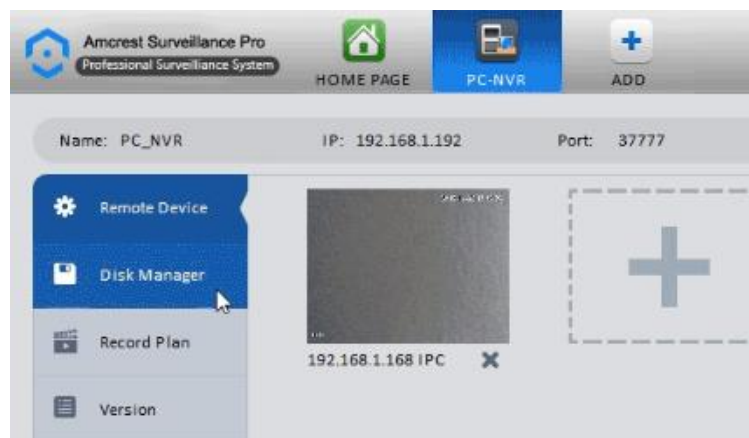 Amcrest Surveillance Pro
Professional Surveillance System
HOME PAGE
PC-NVR
ADD
Name: PC_NVR IP: 192.168.1.192 Port: 37777
Remote Device
Disk Manager
Record Plan
Version
192.168.1.168 IPC